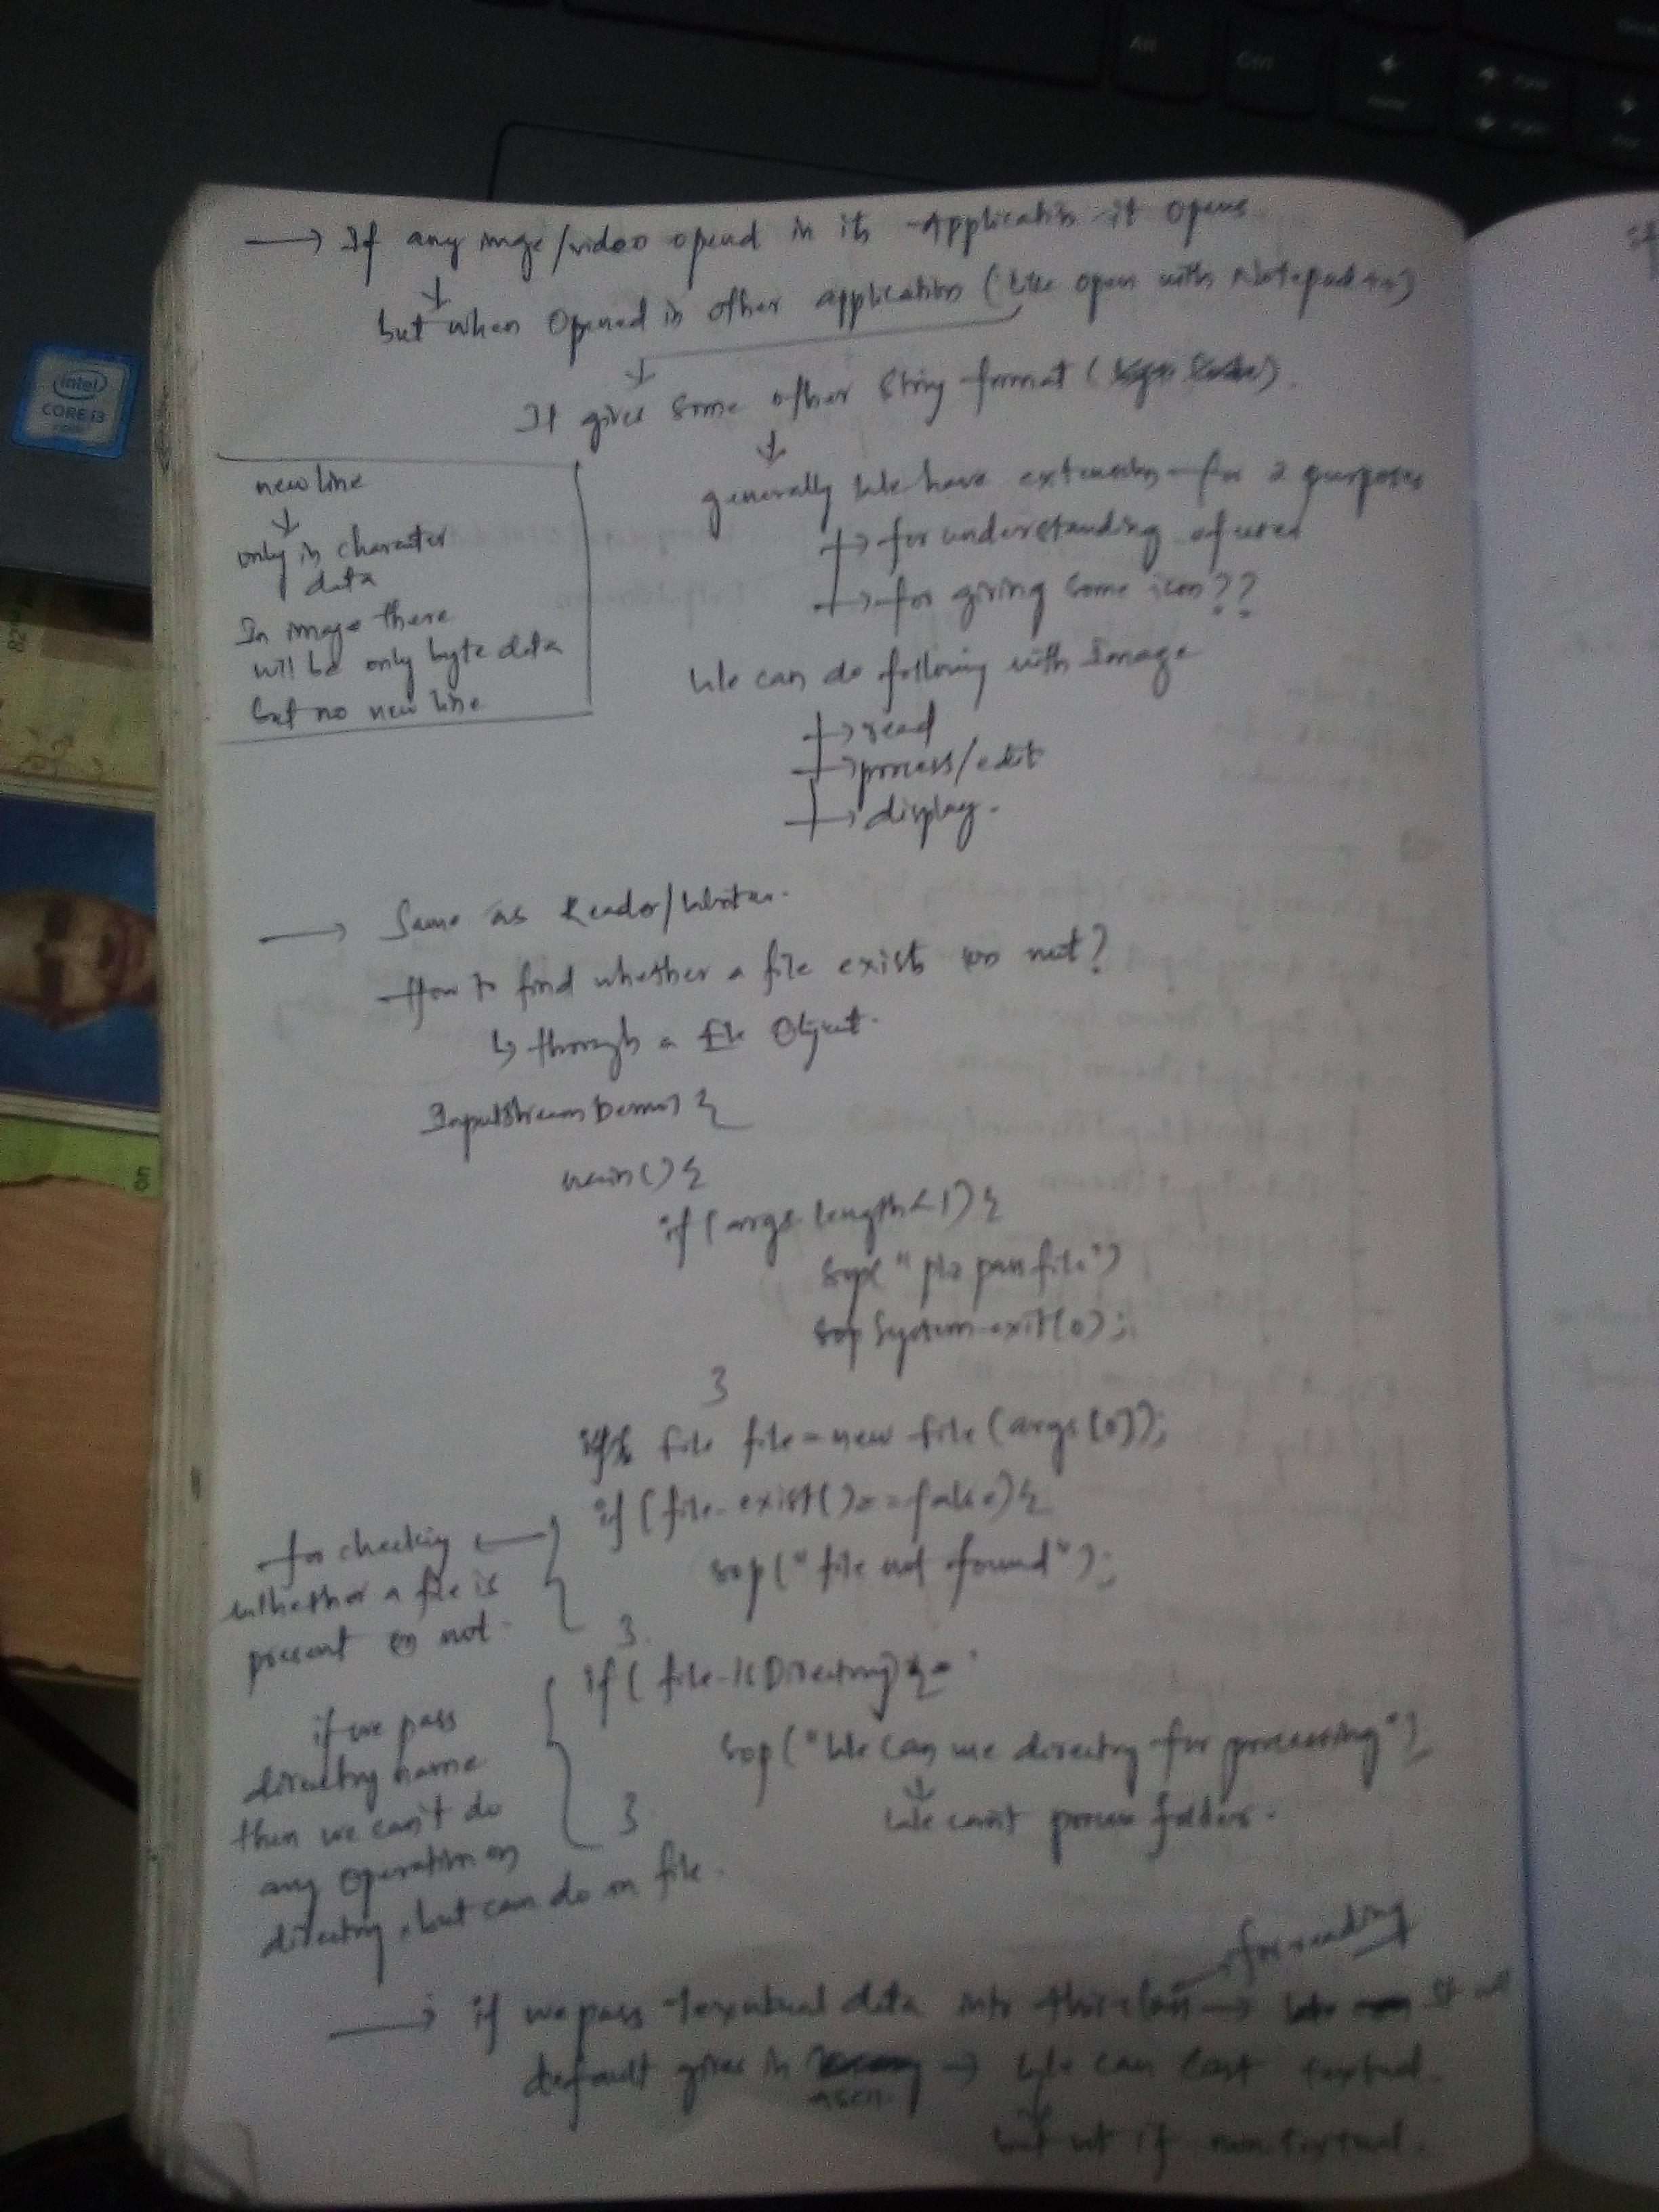 → If any image/video opend in its Application it opens
↓
but when Opened in other application (like open with Notepad++)
↓
It gives some other String format ( ).
↓
generally We have extension for 2 purposes
→ for understanding of user
→ for giving some icon??
We can do following with Image
→ read
→ process/edit
→ display.
new line
↓
only in character
data
In image there
will be only byte data
but no new line
→ Same as Reader/Writer.
How to find whether a file exists or not?
↳ through a file Object.
InputStreamDemo {
main() {
if (args.length<1) {
sop(" plz pass file")
sop System.exit(0);
}
file file = new file (args[0]);
if (file.exist()==false) {
sop("file not found");
}
for checking
whether a file is
present or not.
if ( file.isDirectory) {
sop("We can use directory for processing")
↓
We can't process folders.
}
if we pass
directory name
then we can't do
any operation on
directory, but can do on file.
for reading
→ if we pass textutual data into this class → It
default gives in ascii → We can cast textual.
↓
but not if non textual.
Alt
Ctrl
intel
CORE i3